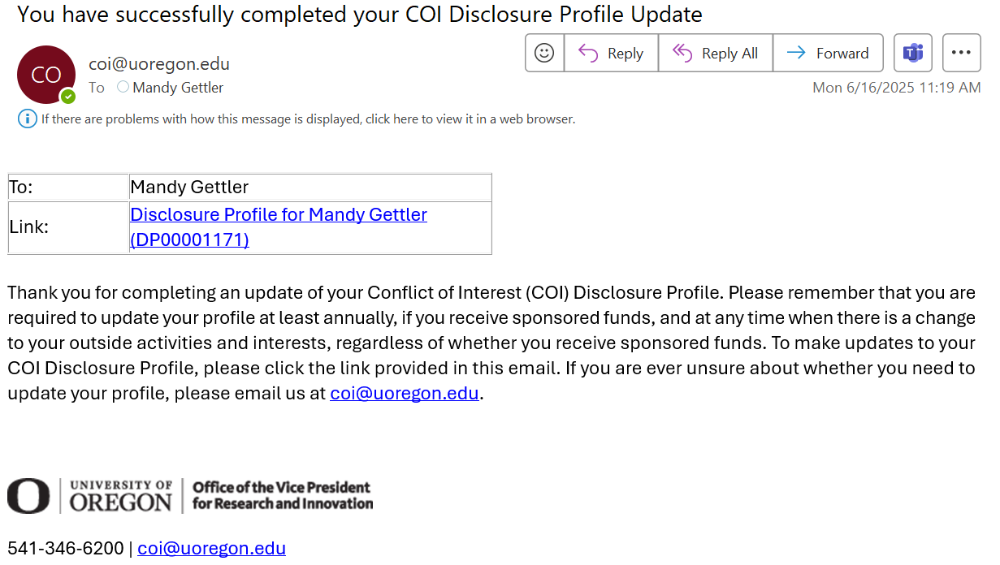 You have successfully completed your COI Disclosure Profile Update
CO
coi@uoregon.edu
To Mandy Gettler
Reply
Reply All
Forward
Mon 6/16/2025 11:19 AM
If there are problems with how this message is displayed, click here to view it in a web browser.
To: Mandy Gettler
Link: Disclosure Profile for Mandy Gettler
(DP00001171)
Thank you for completing an update of your Conflict of Interest (COI) Disclosure Profile. Please remember that you are
required to update your profile at least annually, if you receive sponsored funds, and at any time when there is a change
to your outside activities and interests, regardless of whether you receive sponsored funds. To make updates to your
COI Disclosure Profile, please click the link provided in this email. If you are ever unsure about whether you need to
update your profile, please email us at coi@uoregon.edu.
O
UNIVERSITY OF
OREGON
Office of the Vice President
for Research and Innovation
541-346-6200 | coi@uoregon.edu